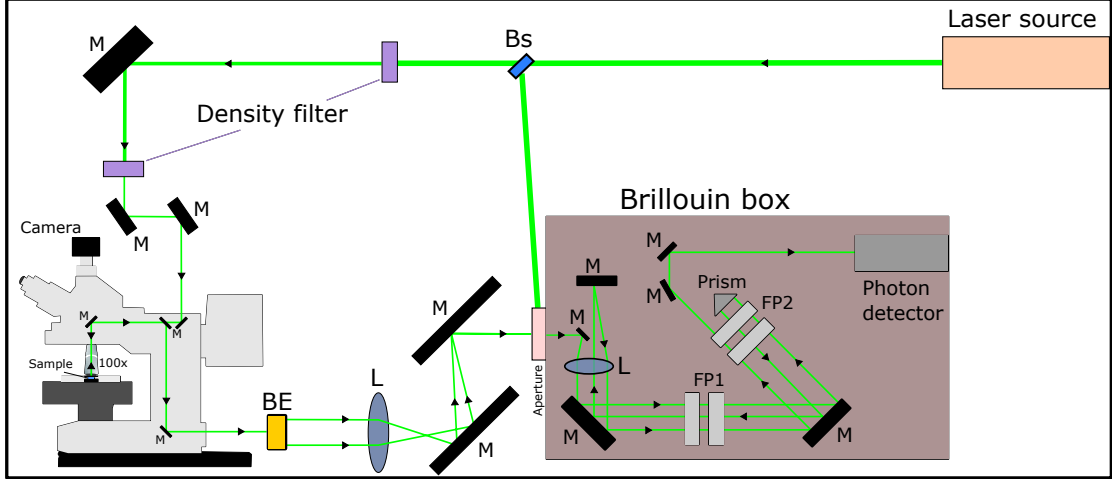 Laser source
M
Bs
Density filter
M
M
Camera
Brillouin box
M
M
M
Prism
FP2
Photon
detector
M
M
M
M
M
Sample
100x
L
FP1
Aperture
BE
L
M
M
M
M